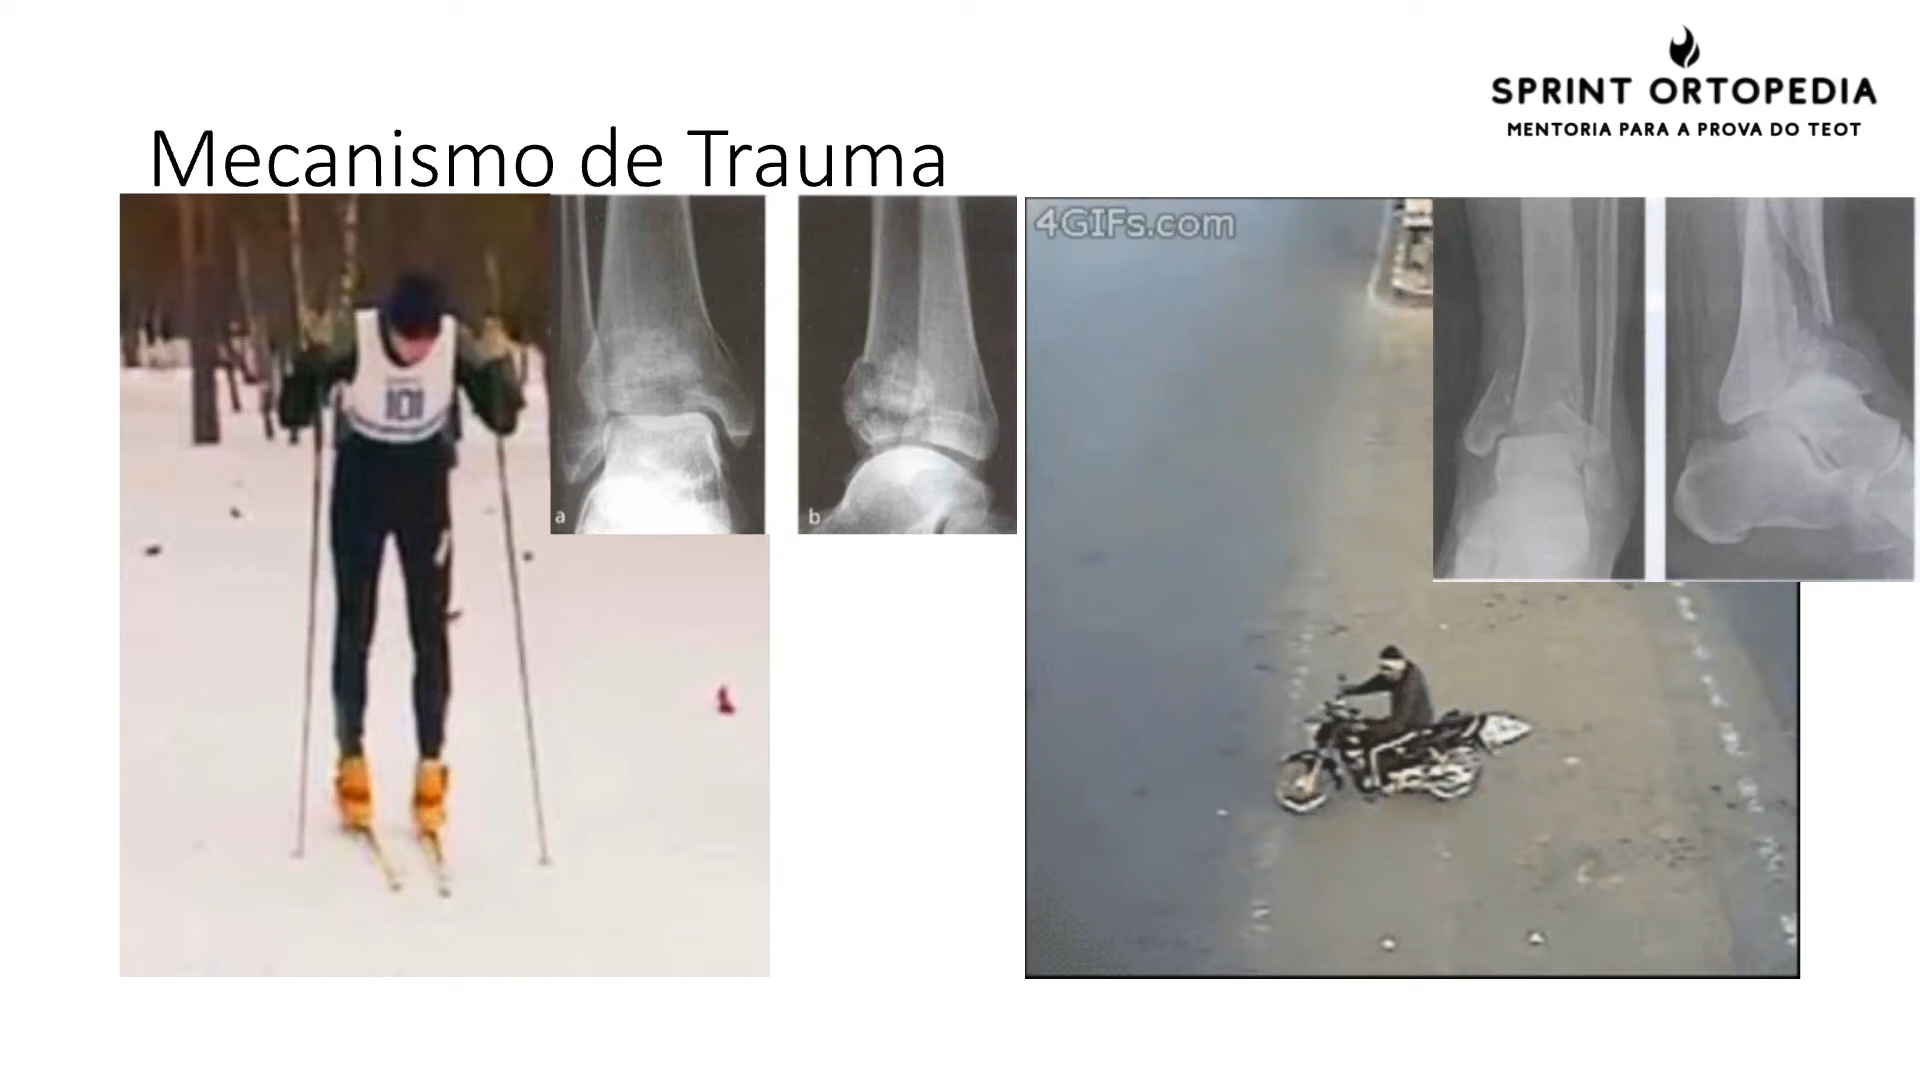 SPRINT ORTOPEDIA
MENTORIA PARA A PROVA DO TEOT
Mecanismo de Trauma
4GIFs.com
101
a
b